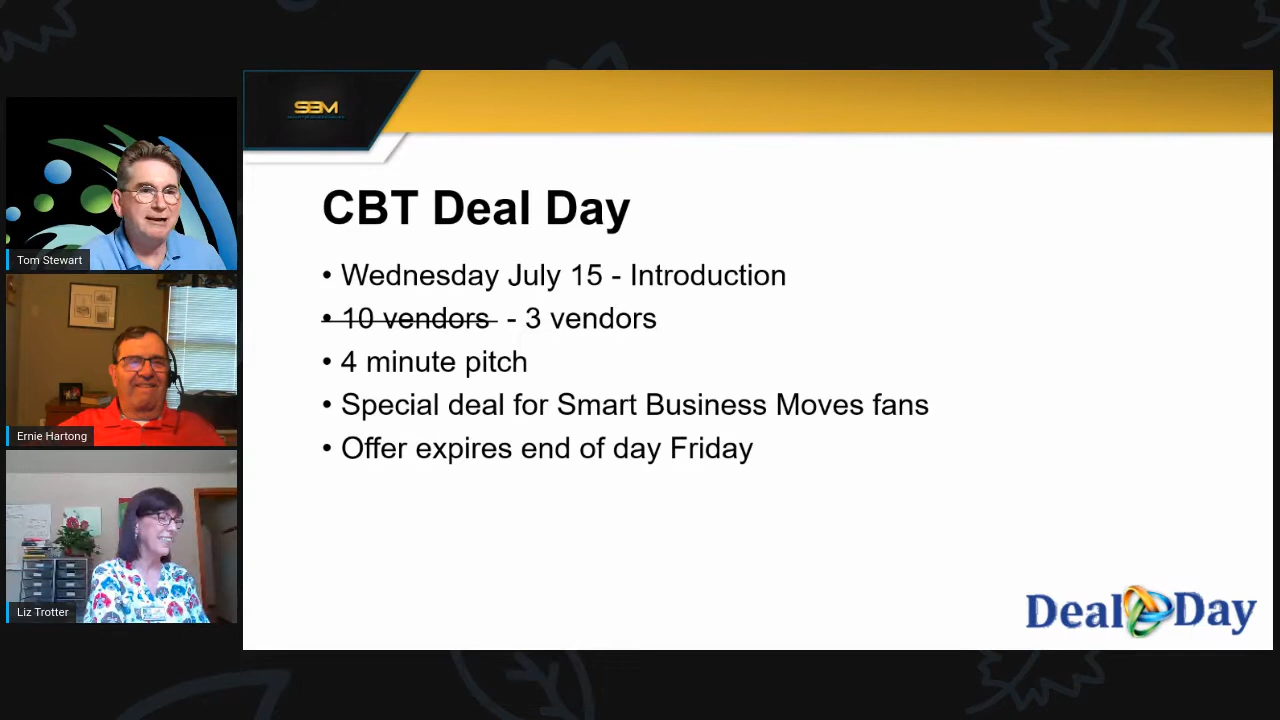 SBM
CBT Deal Day
• Wednesday July 15 - Introduction
• 10 vendors - 3 vendors
• 4 minute pitch
• Special deal for Smart Business Moves fans
• Offer expires end of day Friday
Tom Stewart
Ernie Hartong
Liz Trotter
Deal Day